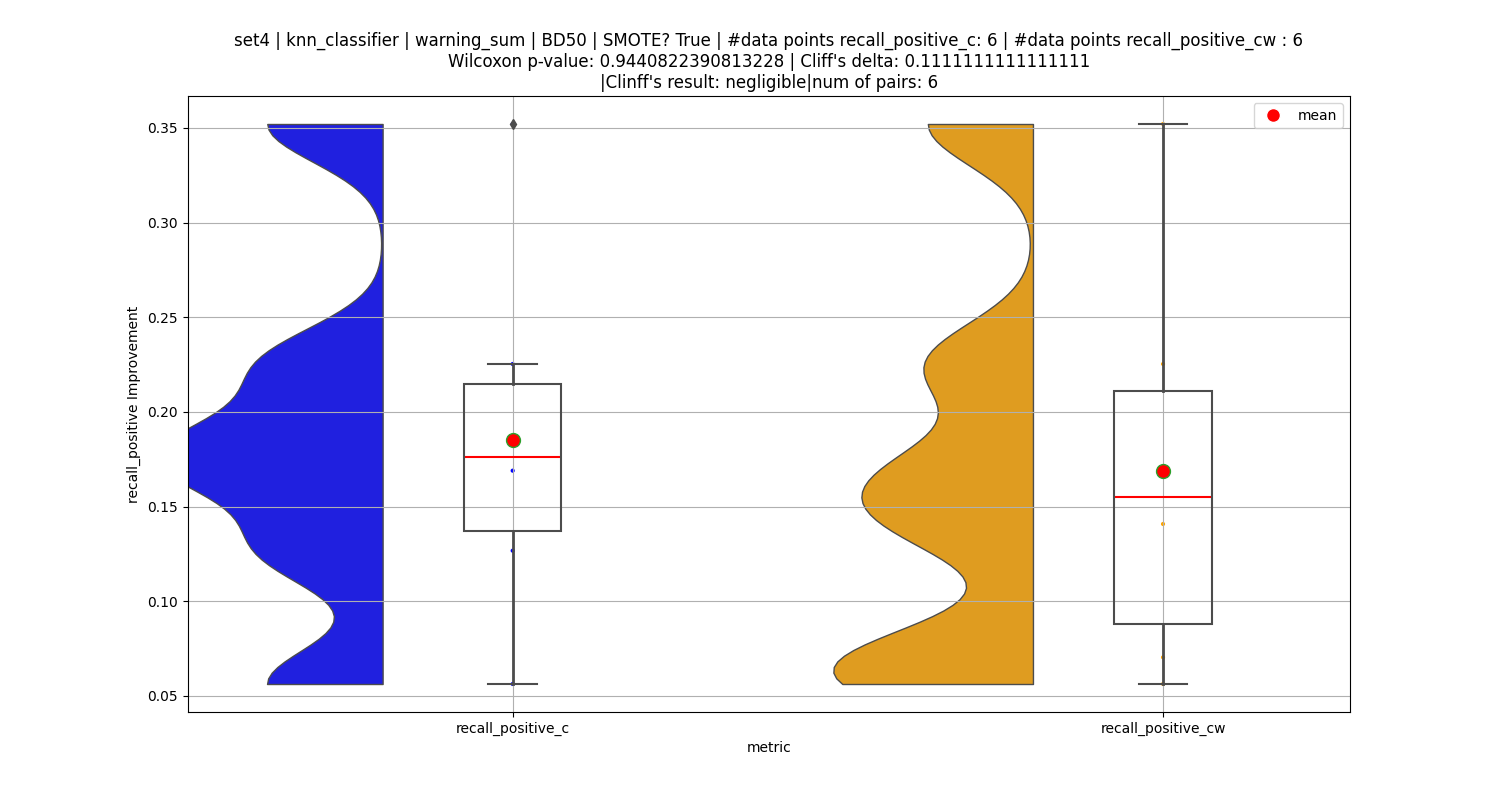 set4 | knn_classifier | warning_sum | BD50 | SMOTE? True | #data points recall_positive_c: 6 | #data points recall_positive_cw : 6
Wilcoxon p-value: 0.9440822390813228 | Cliff's delta: 0.1111111111111111
|Clinff's result: negligible|num of pairs: 6
mean
0.35
0.30
0.25
0.20
0.15
0.10
0.05
recall_positive Improvement
recall_positive_c
recall_positive_cw
metric